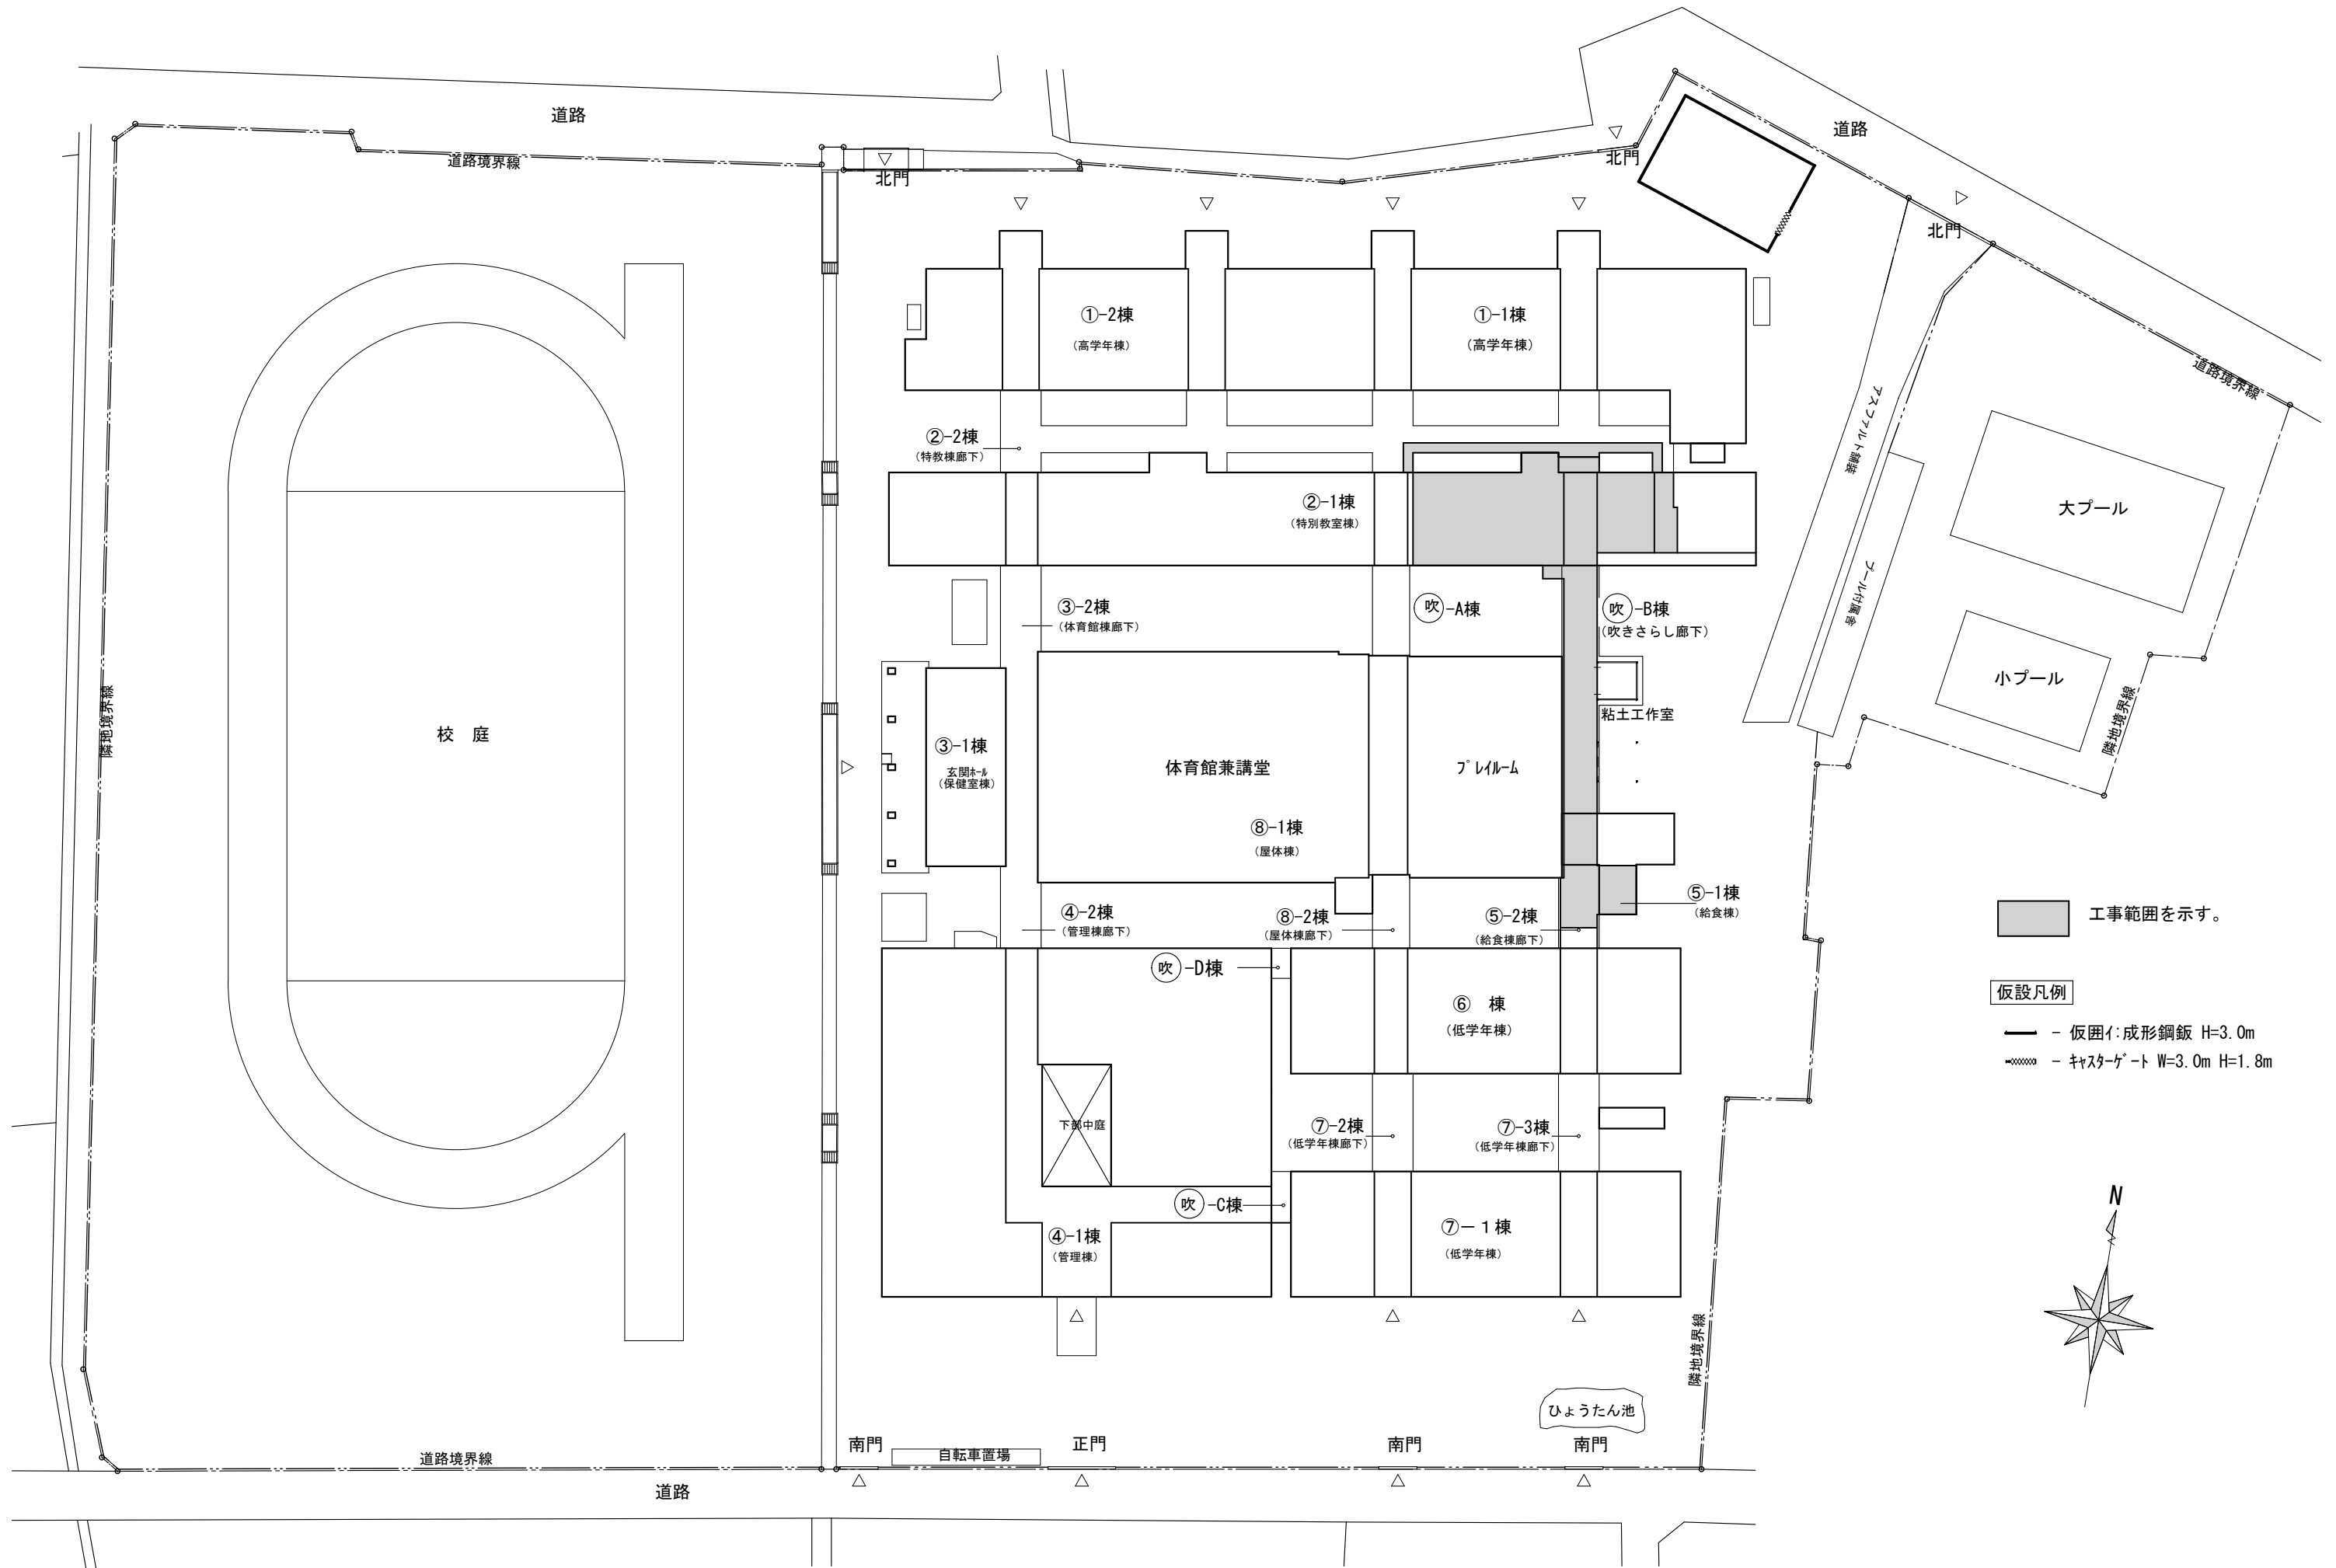 道路
道路境界線
北門
北門
道路
北門
道路境界線
①-2棟
(高学年棟)
①-1棟
(高学年棟)
②-2棟
(特教棟廊下)
②-1棟
(特別教室棟)
アスファルト舗装
プール付属舎
大プール
小プール
隣地境界線
隣地境界線
校 庭
③-2棟
(体育館棟廊下)
吹-A棟
吹-B棟
(吹きさらし廊下)
粘土工作室
③-1棟
玄関ホール
(保健室棟)
体育館兼講堂
プレイルーム
⑧-1棟
(屋体棟)
④-2棟
(管理棟廊下)
⑧-2棟
(屋体棟廊下)
⑤-2棟
(給食棟廊下)
⑤-1棟
(給食棟)
工事範囲を示す。
吹-D棟
⑥ 棟
(低学年棟)
仮設凡例
- 仮囲イ:成形鋼鈑 H=3.0m
- キャスターゲート W=3.0m H=1.8m
下部中庭
⑦-2棟
(低学年棟廊下)
⑦-3棟
(低学年棟廊下)
吹-C棟
④-1棟
(管理棟)
⑦-1棟
(低学年棟)
N
隣地境界線
ひょうたん池
道路境界線
南門
自転車置場
正門
南門
南門
道路